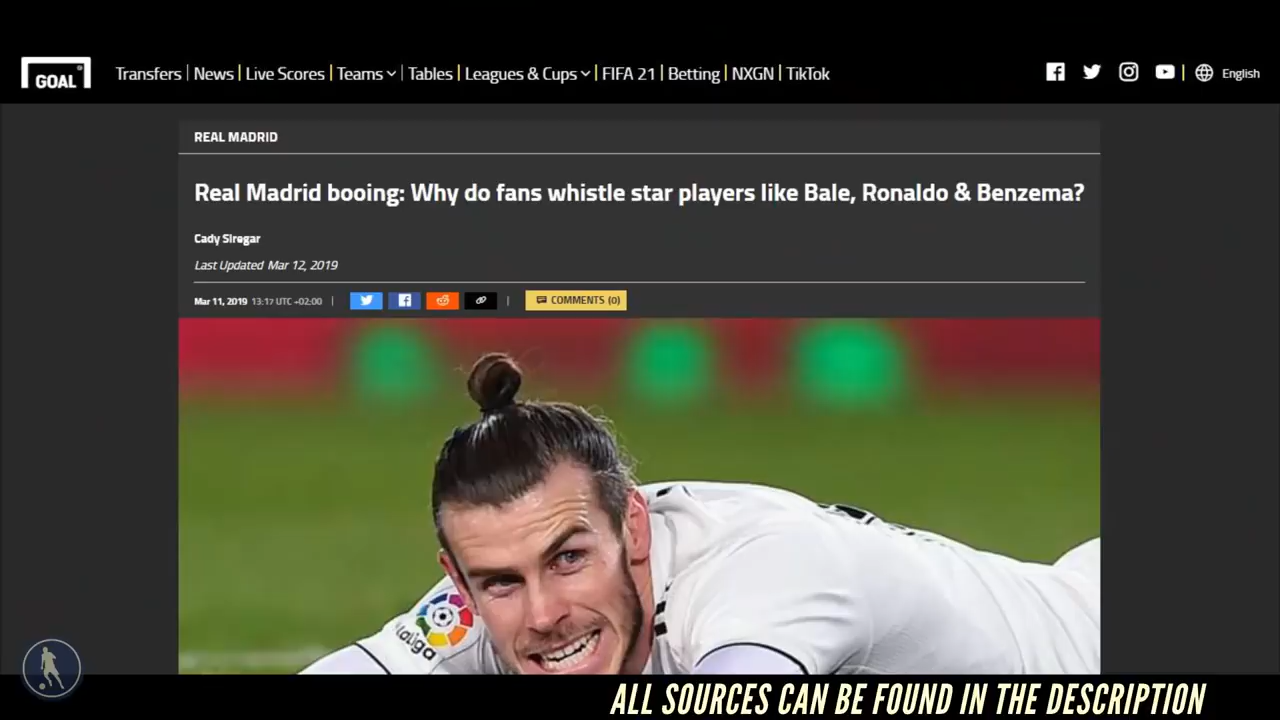 GOAL
Transfers | News | Live Scores | Teams | Tables | Leagues & Cups | FIFA 21 | Betting | NXGN | TikTok
English
REAL MADRID
Real Madrid booing: Why do fans whistle star players like Bale, Ronaldo & Benzema?
Cady Siregar
Last Updated Mar 12, 2019
Mar 11, 2019 13:17 UTC +02:00
COMMENTS (0)
LaLiga
ALL SOURCES CAN BE FOUND IN THE DESCRIPTION